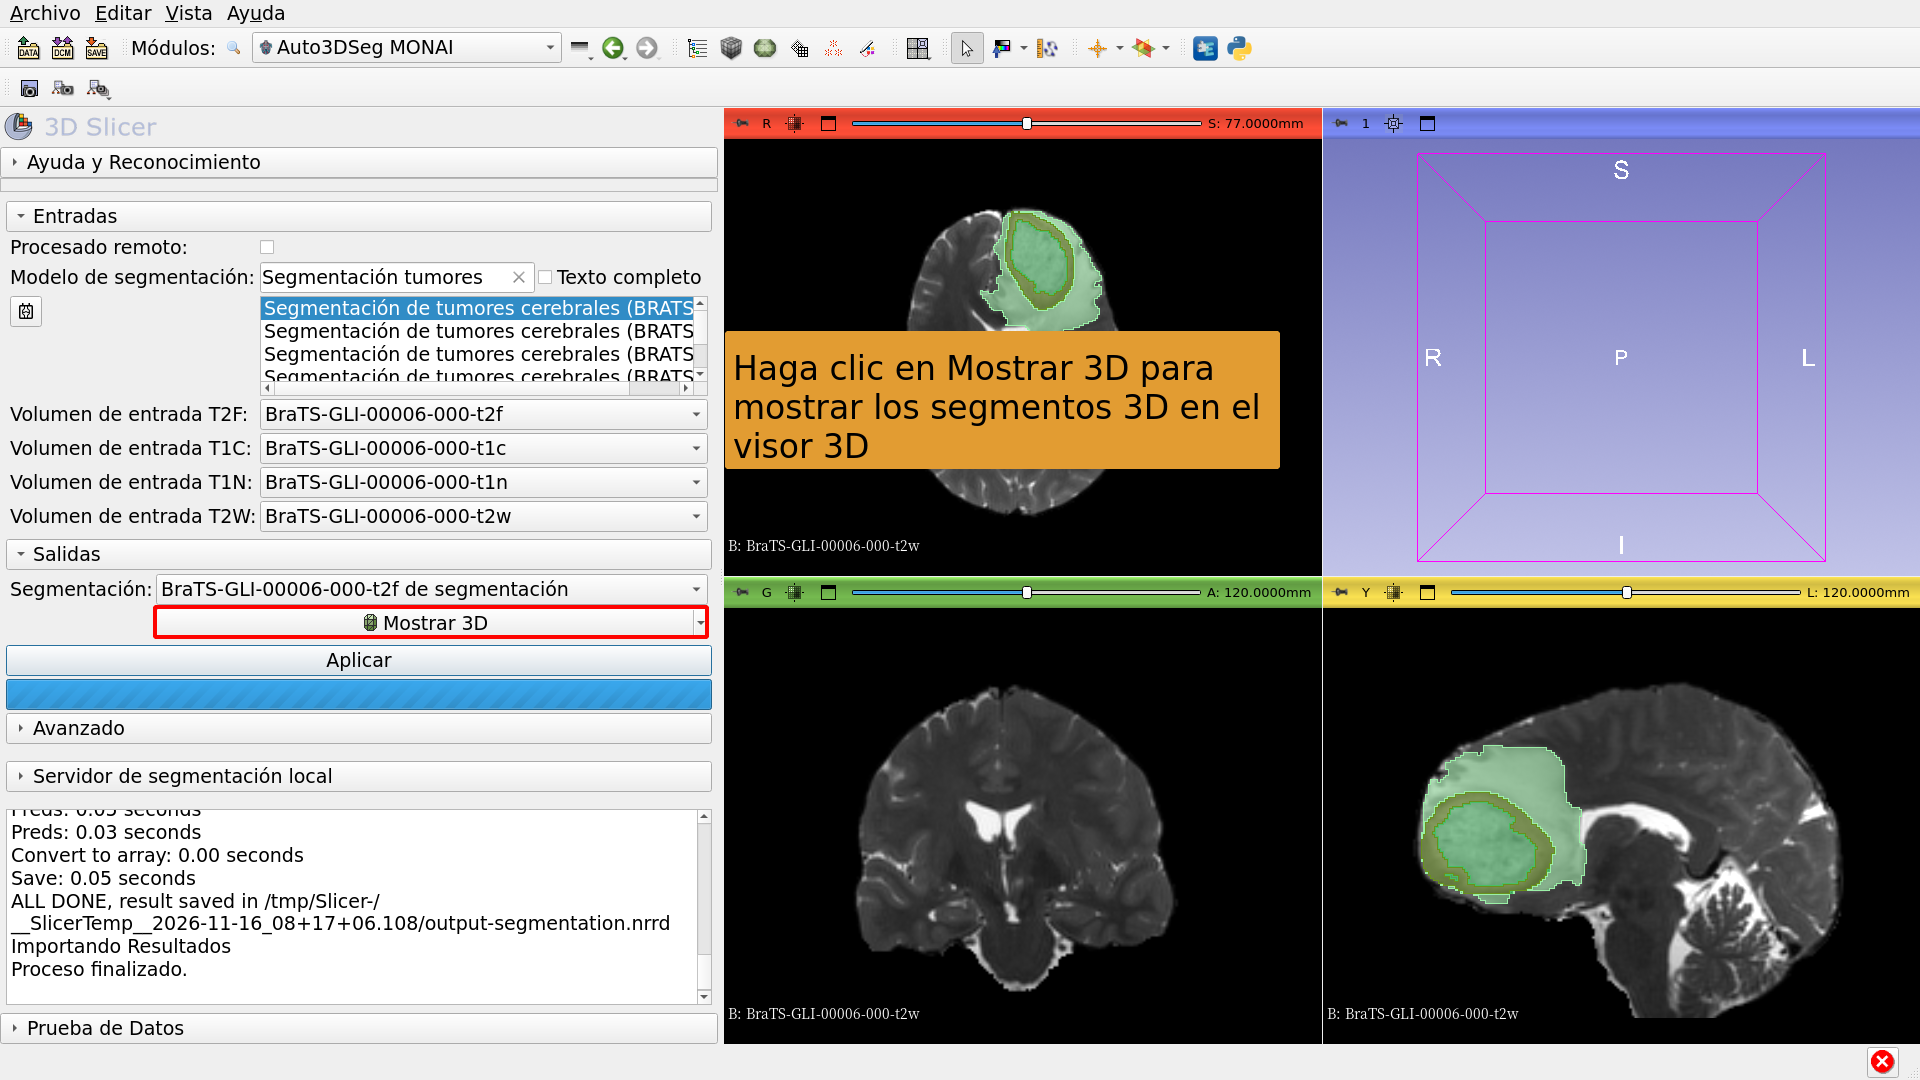 Archivo Editar Vista Ayuda
DATA DCM SAVE Módulos: Auto3DSeg MONAI
3D Slicer
Ayuda y Reconocimiento
Entradas
Procesado remoto:
Modelo de segmentación: Segmentación tumores Texto completo
Segmentación de tumores cerebrales (BRATS
Segmentación de tumores cerebrales (BRATS
Segmentación de tumores cerebrales (BRATS
Segmentación de tumores cerebrales (BRATS
Volumen de entrada T2F: BraTS-GLI-00006-000-t2f
Volumen de entrada T1C: BraTS-GLI-00006-000-t1c
Volumen de entrada T1N: BraTS-GLI-00006-000-t1n
Volumen de entrada T2W: BraTS-GLI-00006-000-t2w
Salidas
Segmentación: BraTS-GLI-00006-000-t2f de segmentación
Mostrar 3D
Aplicar
Avanzado
Servidor de segmentación local
Preds: 0.03 seconds
Convert to array: 0.00 seconds
Save: 0.05 seconds
ALL DONE, result saved in /tmp/Slicer-/
__SlicerTemp__2026-11-16_08+17+06.108/output-segmentation.nrrd
Importando Resultados
Proceso finalizado.
Prueba de Datos
R S: 77.0000mm
Haga clic en Mostrar 3D para
mostrar los segmentos 3D en el
visor 3D
B: BraTS-GLI-00006-000-t2w
1
S
R P L
I
G A: 120.0000mm
B: BraTS-GLI-00006-000-t2w
Y L: 120.0000mm
B: BraTS-GLI-00006-000-t2w